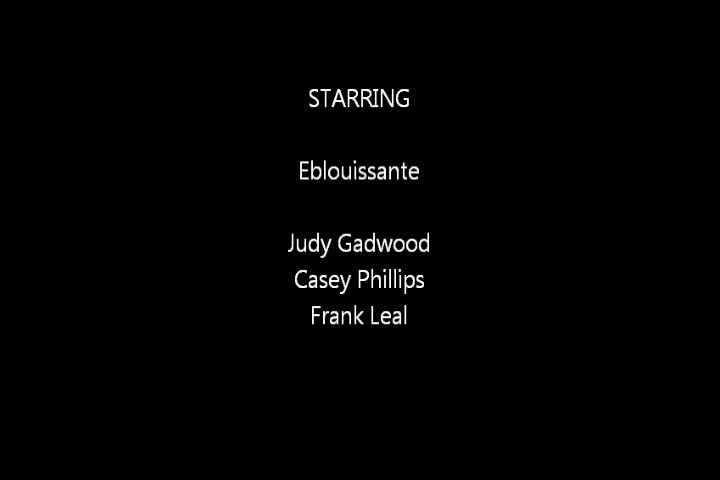 STARRING
Eblouissante
Judy Gadwood
Casey Phillips
Frank Leal